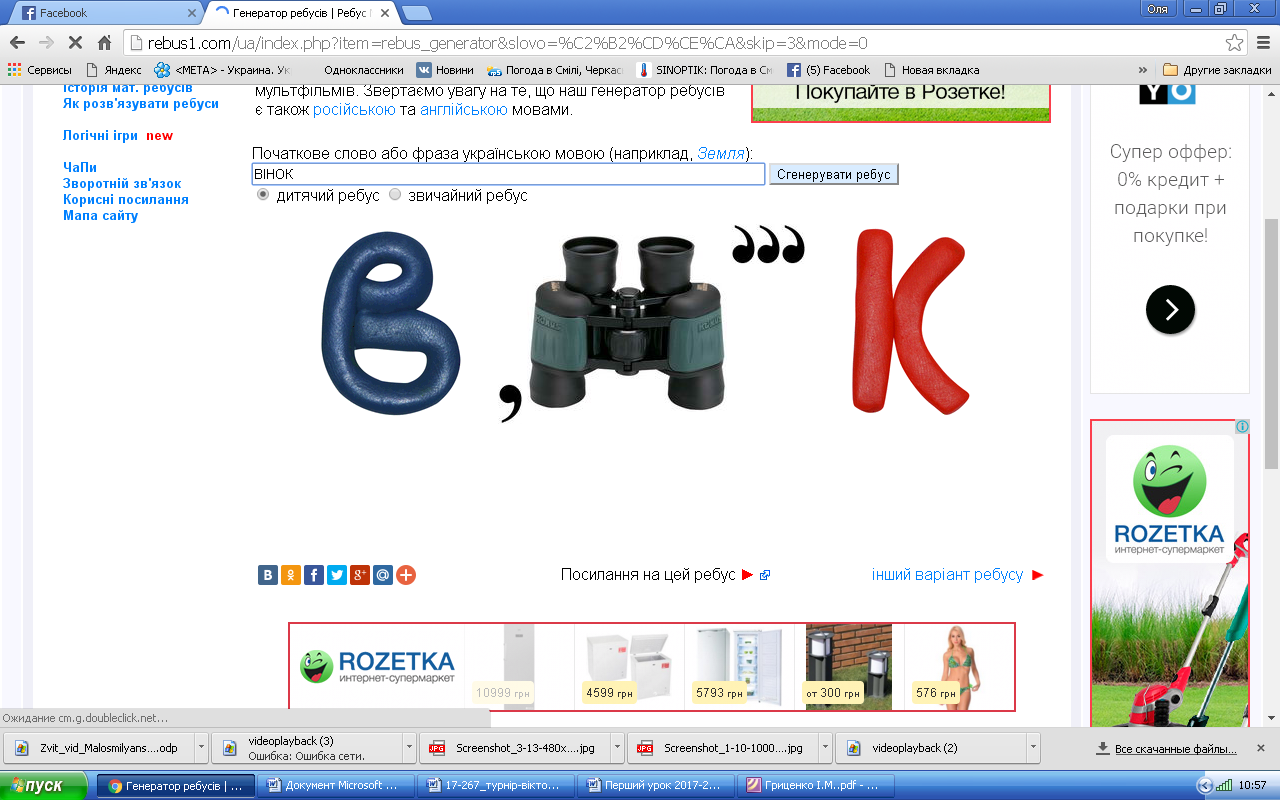 Facebook
Генератор ребусів | Ребус
Оля
rebus1.com/ua/index.php?item=rebus_generator&slovo=%C2%B2%CD%CE%CA&skip=3&mode=0
Сервисы Яндекс <META> - Украина. Ук Одноклассники Новини Погода в Смілі, Черкас SINOPTIK: Погода в См (5) Facebook Новая вкладка » Другие закладки
Історія мат. ребусів
Як розв'язувати ребуси
Логічні ігри new
ЧаПи
Зворотній зв'язок
Корисні посилання
Мапа сайту
мультфільмів. Звертаємо увагу на те, що наш генератор ребусів
є також російською та англійською мовами.
Покупайте в Розетке!
Початкове слово або фраза українською мовою (наприклад, Земля):
ВІНОК Сгенерувати ребус
дитячий ребус звичайний ребус
В , ❜❜❜ К
Посилання на цей ребус інший варіант ребусу
ROZETKA
интернет-супермаркет
10999 грн 4599 грн 5793 грн от 300 грн 576 грн
YO
Супер оффер:
0% кредит +
подарки при
покупке!
ROZETKA
интернет-супермаркет
Ожидание cm.g.doubleclick.net...
Zvit_vid_Malosmilyans....odp
videoplayback (3)
Ошибка: Ошибка сети.
Screenshot_3-13-480x....jpg
Screenshot_1-10-1000....jpg
videoplayback (2)
Все скачанные файлы...
пуск Генератор ребусів | ... Документ Microsoft ... 17-267_турнір-вікто... Перший урок 2017-2... Гриценко І.М..pdf - ... 10:57